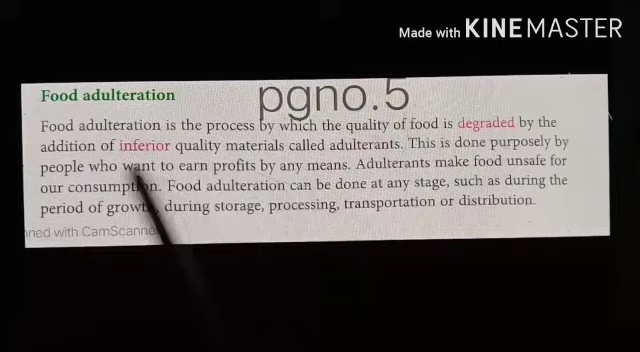 Made with KINEMASTER
pgno.5
Food adulteration
Food adulteration is the process by which the quality of food is degraded by the
addition of inferior quality materials called adulterants. This is done purposely by
people who want to earn profits by any means. Adulterants make food unsafe for
our consumption. Food adulteration can be done at any stage, such as during the
period of growth, during storage, processing, transportation or distribution.
ned with CamScanne